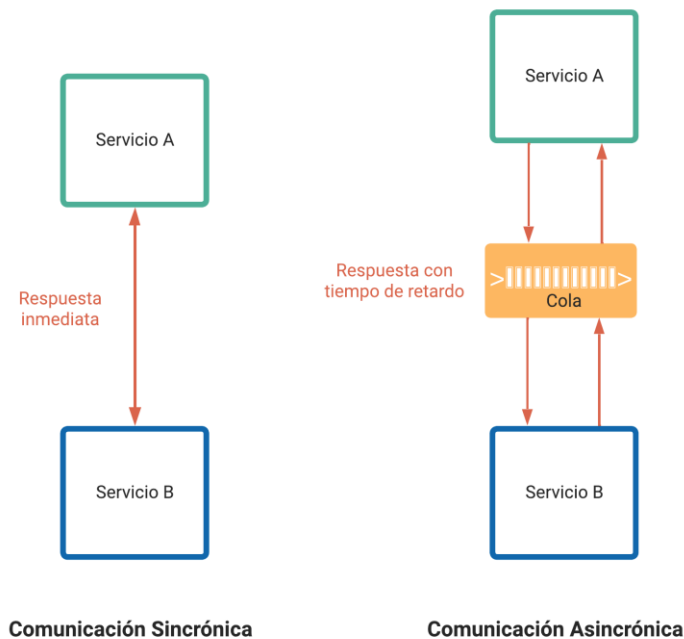 Servicio A
Respuesta
inmediata
Servicio B
Comunicación Sincrónica
Servicio A
Respuesta con
tiempo de retardo
> >
Cola
Servicio B
Comunicación Asincrónica